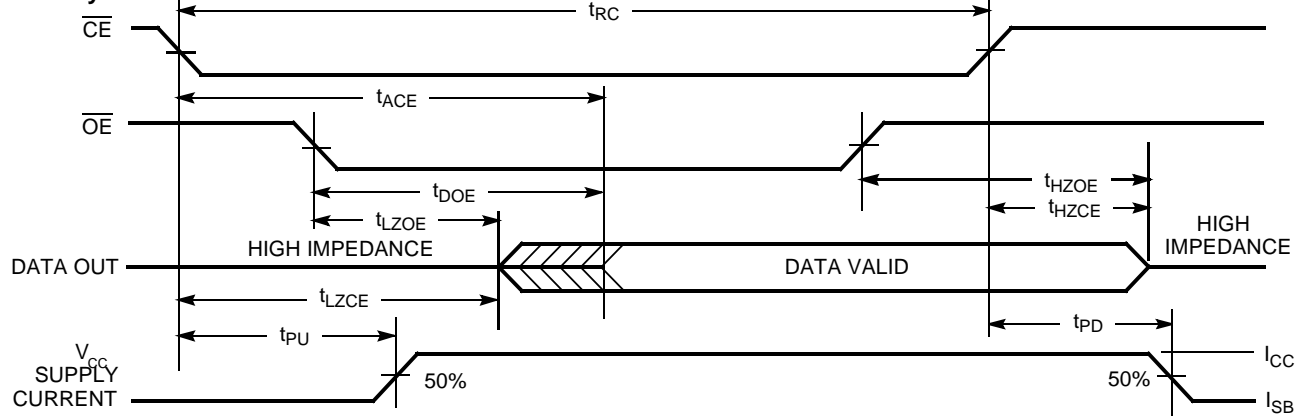 tRC
CE
tACE
OE
tDOE
tHZOE
tLZOE
tHZCE
HIGH IMPEDANCE
HIGH
IMPEDANCE
DATA OUT
DATA VALID
tLZCE
tPU
tPD
VCC
SUPPLY
CURRENT
50%
50%
ICC
ISB